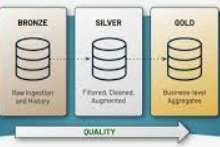 BRONZE
Raw Ingestion
and History
SILVER
Filtered, Cleaned,
Augmented
GOLD
Business-level
Aggregates
QUALITY